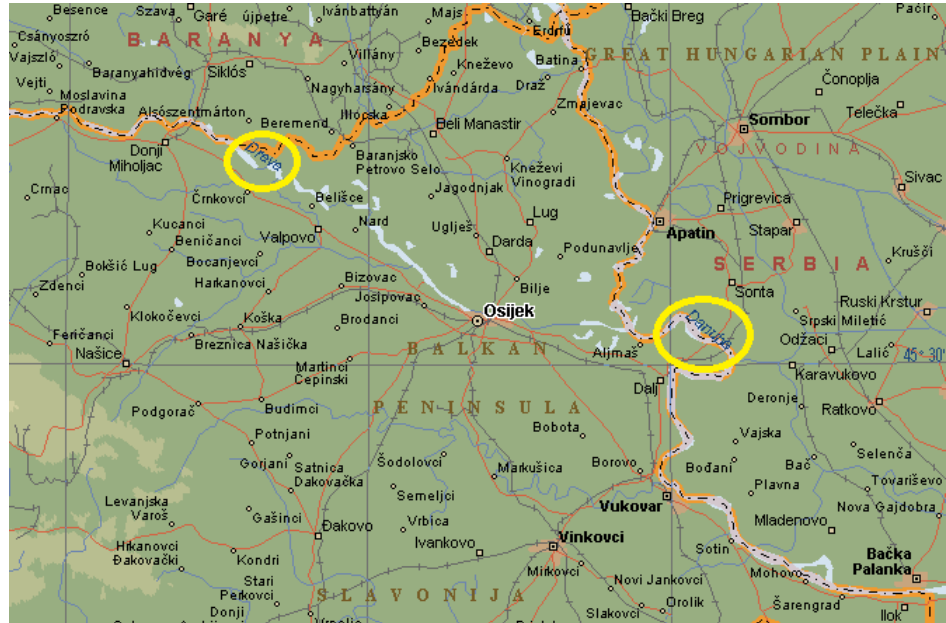 Besence
Szava
Garé
újpetre
Ivánbattyán
Majs
Bački Breg
Pačir
Csányoszró
BARANYA
Villány
Bezedek
Erdmű
Batina
GREAT HUNGARIAN PLAIN
Vajszló
Baranyahídvég
Siklós
Kneževo
Čonoplja
Vejti
Nagyharsány
Ivándárda
Draž
Moslavina
Podravska
Alsószentmárton
Illocska
Zmajevac
Telečka
Beremend
Beli Manastir
Sombor
Donji
Miholjac
Baranjsko
Petrovo Selo
Kneževi
Vinogradi
VOJVODINA
Crnac
Črnkovci
Belišce
Jagodnjak
Sivac
Prigrevica
Kucanci
Nard
Lug
Beničanci
Valpovo
Uglješ
Apatin
Stapar
Bocanjevci
Darda
Podunavlje
SERBIA
Krušči
Bokšić Lug
Zdenci
Harkanovci
Bizovac
Bilje
Sonta
Josipovac
Osijek
Danube
Ruski Krstur
Klokočevci
Koška
Brodanci
Srpski Miletić
Feričanci
Breznica Našička
BALKAN
Aljmaš
Odžaci
Lalić
45° 30'
Našice
Martinci
Cepinski
Dalj
Karavukovo
Podgorač
Budimci
PENINSULA
Deronje
Ratkovo
Potnjani
Bobota
Vajska
Gorjani
Satnica
Đakovačka
Šodolovci
Markušica
Borovo
Bođani
Bač
Selenča
Levanjska
Varoš
Semeljci
Plavna
Tovariševo
Gašinci
Vukovar
Nova Gajdobra
Đakovo
Vrbica
Mladenovo
Hrkanovci
Đakovački
Kondri
Ivankovo
Vinkovci
Sotin
Bačka
Palanka
Stari
Perkovci
Mirkovci
Novi Jankovci
Mohovo
SLAVONIJA
Orolik
Šarengrad
Donji
Slakovci
Ilok